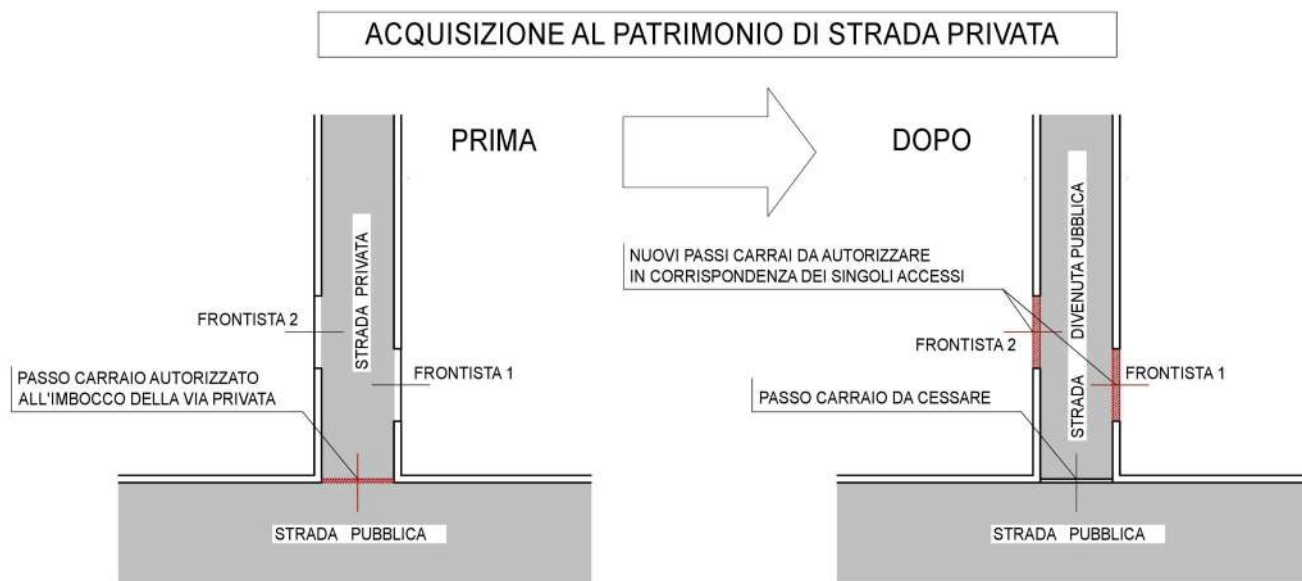 ACQUISIZIONE AL PATRIMONIO DI STRADA PRIVATA
PRIMA
STRADA PRIVATA
FRONTISTA 2
FRONTISTA 1
PASSO CARRAIO AUTORIZZATO
ALL'IMBOCCO DELLA VIA PRIVATA
STRADA PUBBLICA
DOPO
NUOVI PASSI CARRAI DA AUTORIZZARE
IN CORRISPONDENZA DEI SINGOLI ACCESSI
STRADA DIVENUTA PUBBLICA
FRONTISTA 2
FRONTISTA 1
PASSO CARRAIO DA CESSARE
STRADA PUBBLICA